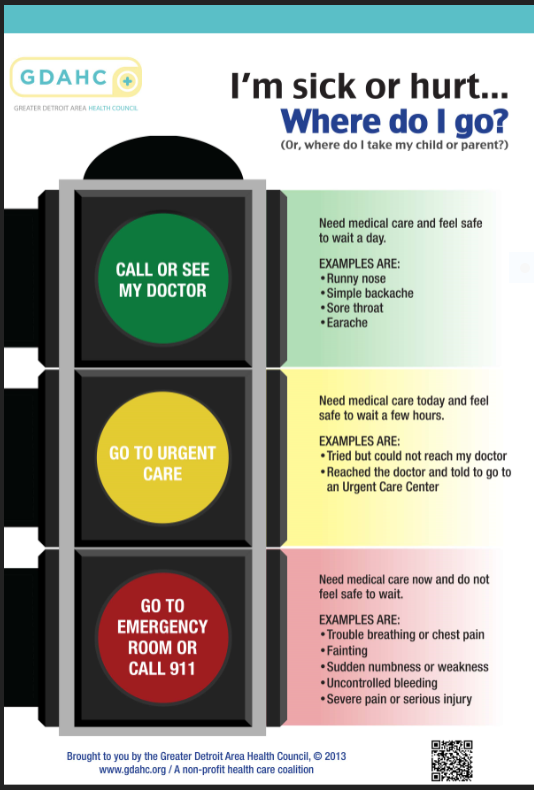 GDAHC
GREATER DETROIT AREA HEALTH COUNCIL
I'm sick or hurt...
Where do I go?
(Or, where do I take my child or parent?)
CALL OR SEE
MY DOCTOR
Need medical care and feel safe
to wait a day.
EXAMPLES ARE:
•Runny nose
•Simple backache
•Sore throat
•Earache
GO TO URGENT
CARE
Need medical care today and feel
safe to wait a few hours.
EXAMPLES ARE:
•Tried but could not reach my doctor
•Reached the doctor and told to go to
an Urgent Care Center
GO TO
EMERGENCY
ROOM OR
CALL 911
Need medical care now and do not
feel safe to wait.
EXAMPLES ARE:
•Trouble breathing or chest pain
•Fainting
•Sudden numbness or weakness
•Uncontrolled bleeding
•Severe pain or serious injury
Brought to you by the Greater Detroit Area Health Council, © 2013
www.gdahc.org / A non-profit health care coalition